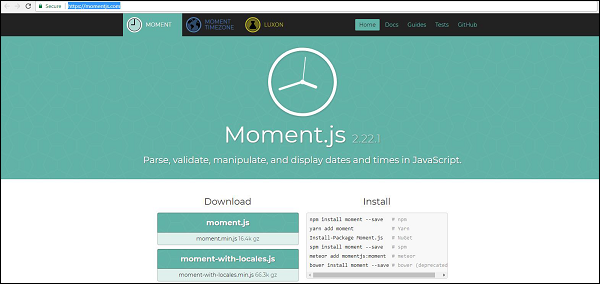 Secure
https://momentjs.com
MOMENT
MOMENT
TIMEZONE
LUXON
Home
Docs
Guides
Tests
GitHub
Moment.js 2.22.1
Parse, validate, manipulate, and display dates and times in JavaScript.
Download
moment.js
moment.min.js 16.4k gz
moment-with-locales.js
moment-with-locales.min.js 66.3k gz
Install
npm install moment --save # npm
yarn add moment # Yarn
Install-Package Moment.js # NuGet
spm install moment --save # spm
meteor add momentjs:moment # meteor
bower install moment --save # bower (deprecated